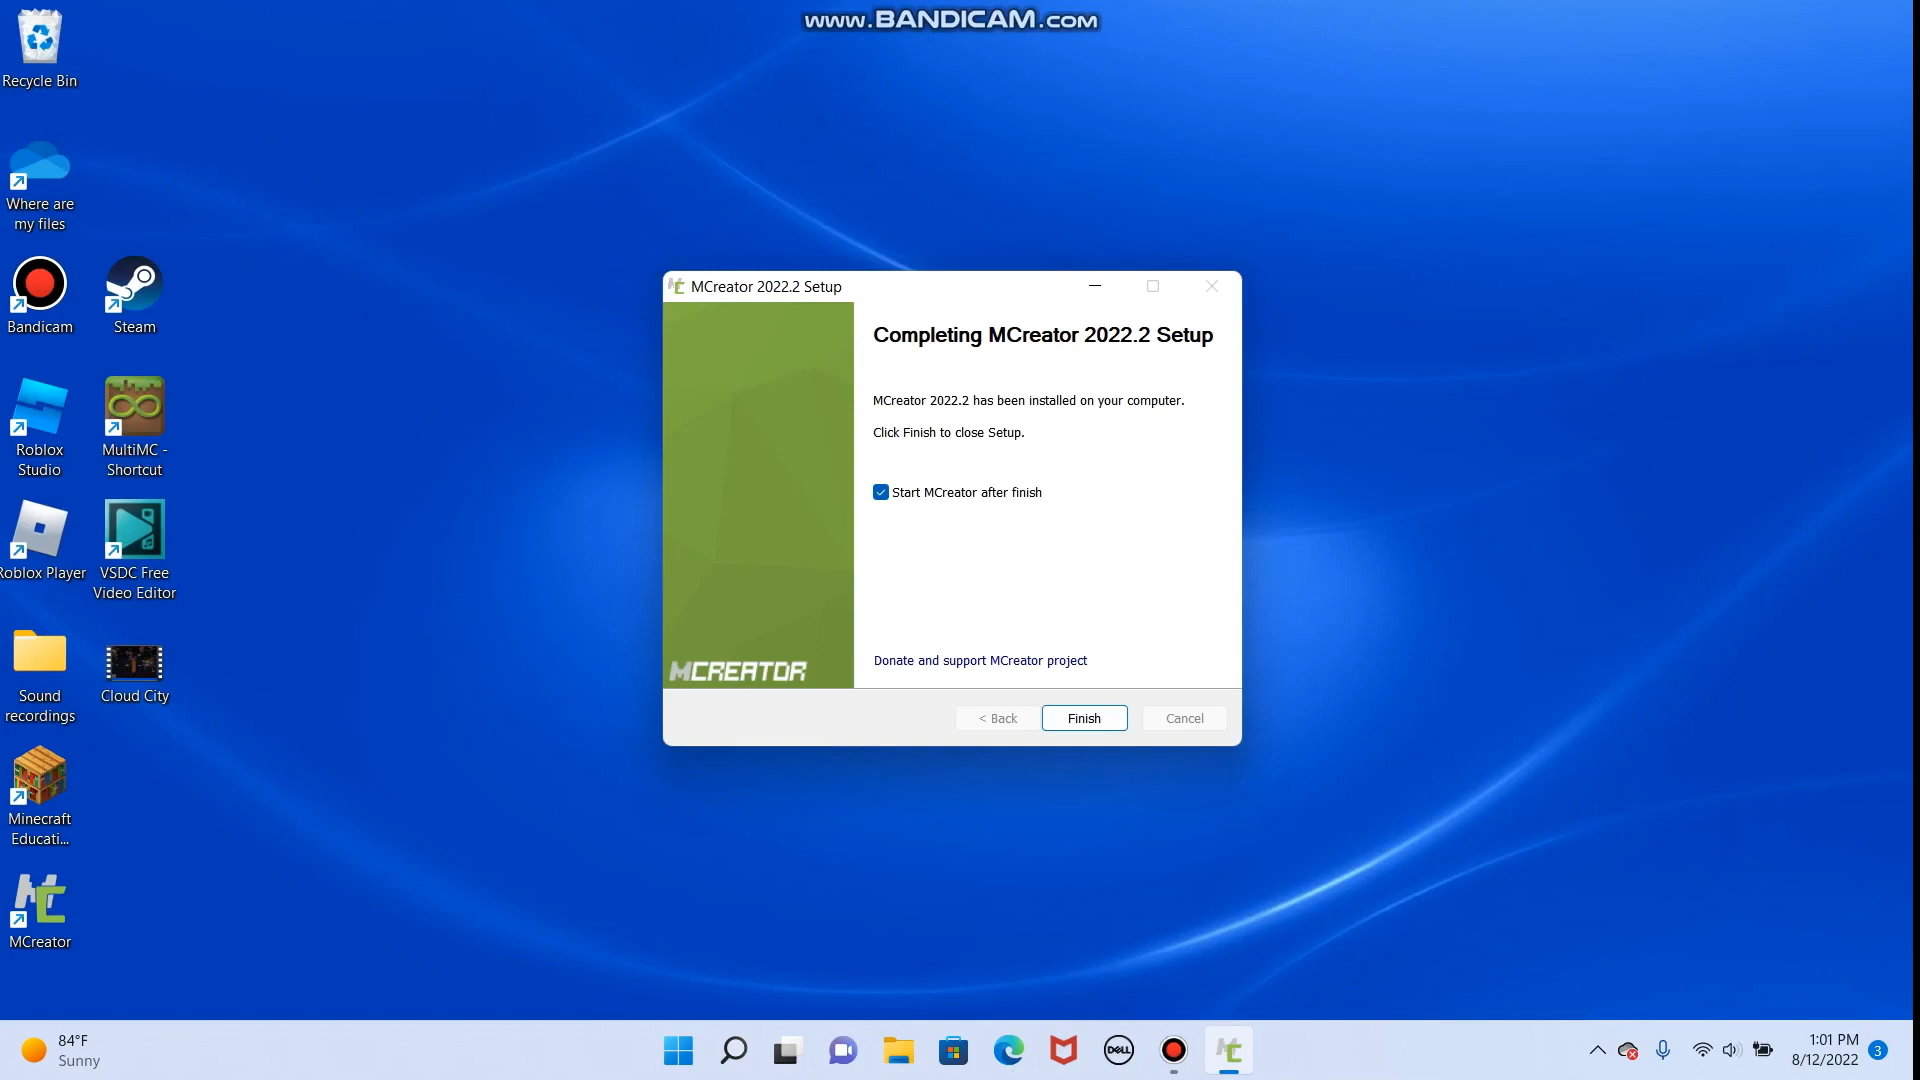 www.BANDICAM.com
Recycle Bin
Where are
my files
Bandicam
Steam
Roblox
Studio
MultiMC -
Shortcut
Roblox Player
VSDC Free
Video Editor
Sound
recordings
Cloud City
Minecraft
Educati...
MCreator
MCreator 2022.2 Setup
Completing MCreator 2022.2 Setup
MCreator 2022.2 has been installed on your computer.
Click Finish to close Setup.
Start MCreator after finish
Donate and support MCreator project
MCREATOR
< Back
Finish
Cancel
84°F
Sunny
DELL
1:01 PM
8/12/2022
3